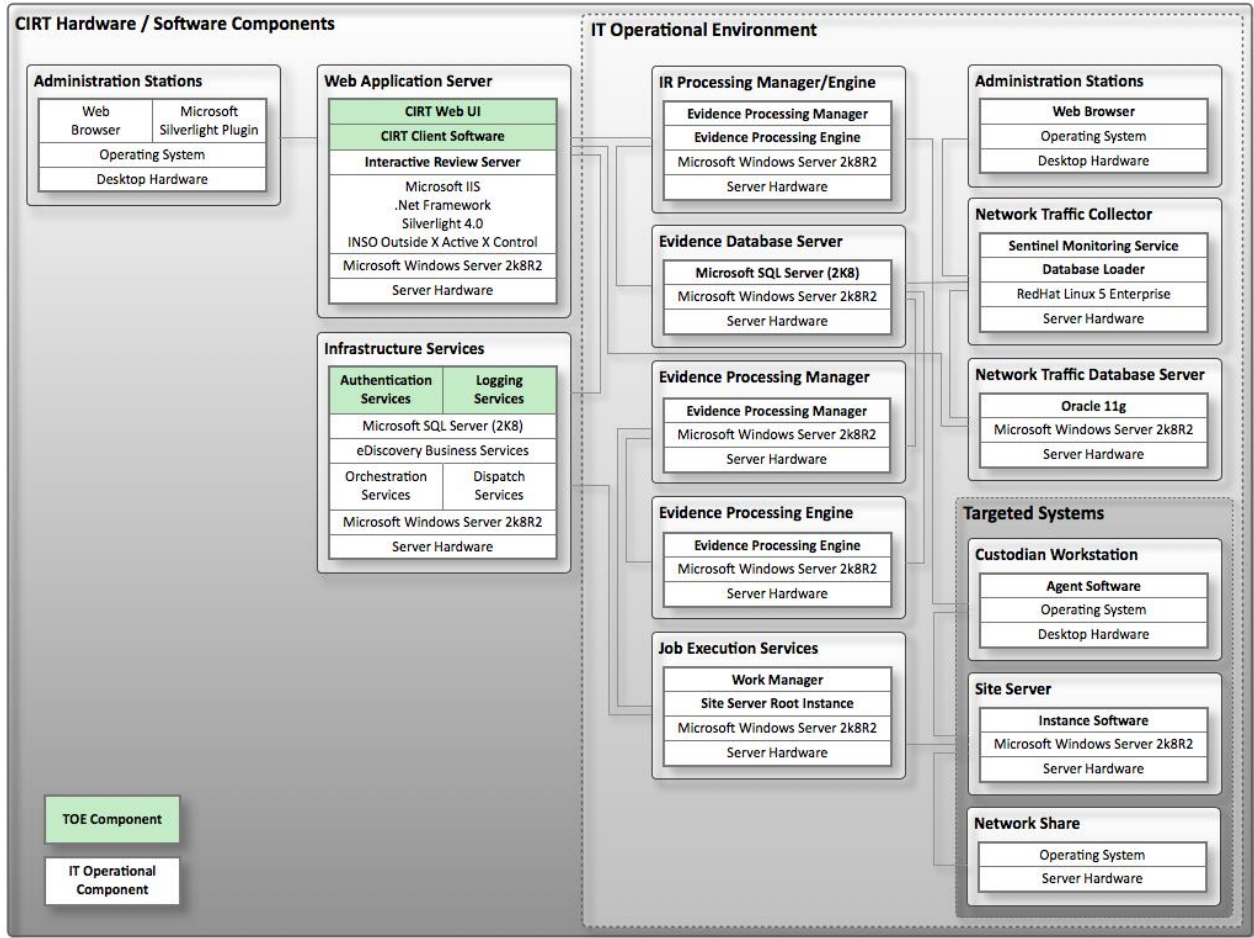 CIRT Hardware / Software Components
Administration Stations
Web
Browser
Microsoft
Silverlight Plugin
Operating System
Desktop Hardware
Web Application Server
CIRT Web UI
CIRT Client Software
Interactive Review Server
Microsoft IIS
.Net Framework
Silverlight 4.0
INSO Outside X Active X Control
Microsoft Windows Server 2k8R2
Server Hardware
Infrastructure Services
Authentication
Services
Logging
Services
Microsoft SQL Server (2K8)
eDiscovery Business Services
Orchestration
Services
Dispatch
Services
Microsoft Windows Server 2k8R2
Server Hardware
TOE Component
IT Operational
Component
IT Operational Environment
IR Processing Manager/Engine
Evidence Processing Manager
Evidence Processing Engine
Microsoft Windows Server 2k8R2
Server Hardware
Evidence Database Server
Microsoft SQL Server (2K8)
Microsoft Windows Server 2k8R2
Server Hardware
Evidence Processing Manager
Evidence Processing Manager
Microsoft Windows Server 2k8R2
Server Hardware
Evidence Processing Engine
Evidence Processing Engine
Microsoft Windows Server 2k8R2
Server Hardware
Job Execution Services
Work Manager
Site Server Root Instance
Microsoft Windows Server 2k8R2
Server Hardware
Administration Stations
Web Browser
Operating System
Desktop Hardware
Network Traffic Collector
Sentinel Monitoring Service
Database Loader
RedHat Linux 5 Enterprise
Server Hardware
Network Traffic Database Server
Oracle 11g
Microsoft Windows Server 2k8R2
Server Hardware
Targeted Systems
Custodian Workstation
Agent Software
Operating System
Desktop Hardware
Site Server
Instance Software
Microsoft Windows Server 2k8R2
Server Hardware
Network Share
Operating System
Server Hardware